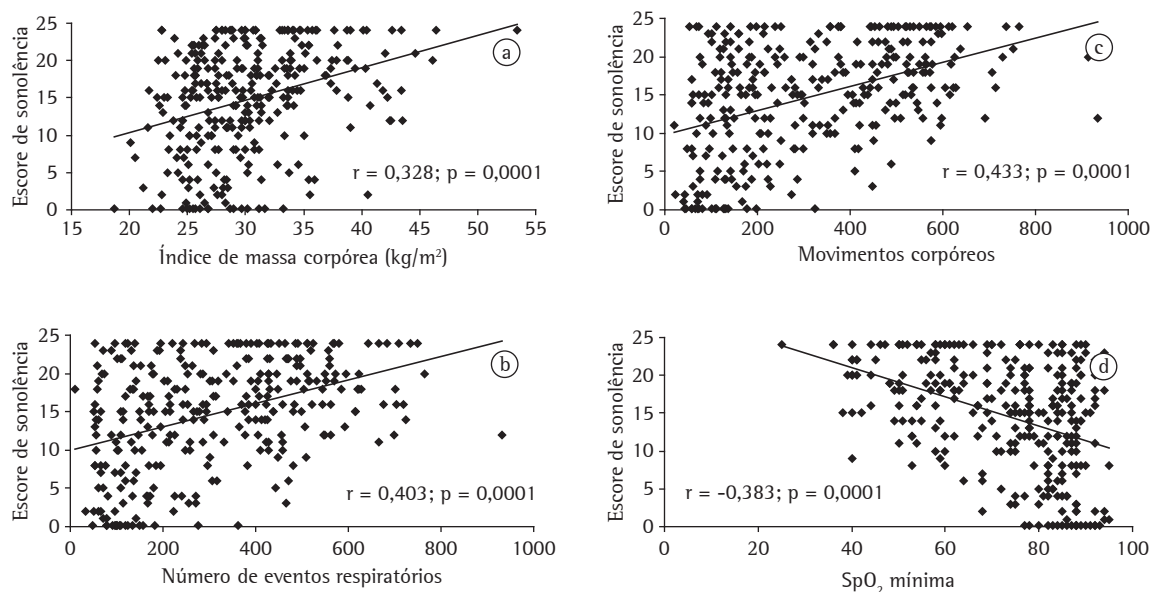 Escore de sonolência
25
20
15
10
5
0
a
r = 0,328; p = 0,0001
15 20 25 30 35 40 45 50 55
Índice de massa corpórea (kg/m²)
Escore de sonolência
25
20
15
10
5
0
c
r = 0,433; p = 0,0001
0 200 400 600 800 1000
Movimentos corpóreos
Escore de sonolência
25
20
15
10
5
0
b
r = 0,403; p = 0,0001
0 200 400 600 800 1000
Número de eventos respiratórios
Escore de sonolência
25
20
15
10
5
0
d
r = -0,383; p = 0,0001
0 20 40 60 80 100
SpO₂ mínima